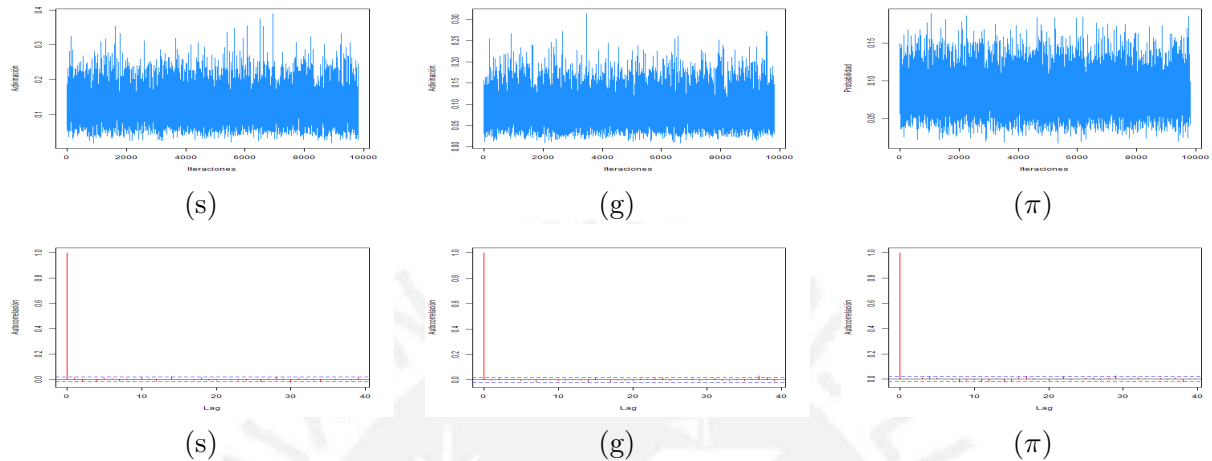 0.4
0.3
0.2
0.1
Adivinación
0 2000 4000 6000 8000 10000
Iteraciones
(s)
0.30
0.25
0.20
0.15
0.10
0.05
0.00
Adivinación
0 2000 4000 6000 8000 10000
Iteraciones
(g)
0.15
0.10
0.05
Probabilidad
0 2000 4000 6000 8000 10000
Iteraciones
(π)
1.0
0.8
0.6
0.4
0.2
0.0
Autocorrelación
0 10 20 30 40
Lag
(s)
1.0
0.8
0.6
0.4
0.2
0.0
Autocorrelación
0 10 20 30 40
Lag
(g)
1.0
0.8
0.6
0.4
0.2
0.0
Autocorrelación
0 10 20 30 40
Lag
(π)